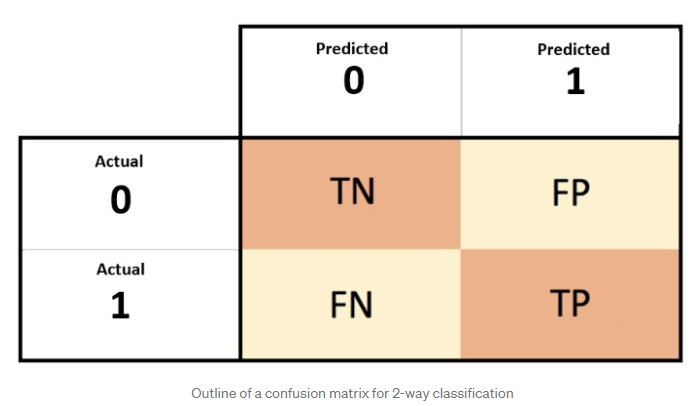 Predicted
0
Predicted
1
Actual
0
TN
FP
Actual
1
FN
TP
Outline of a confusion matrix for 2-way classification